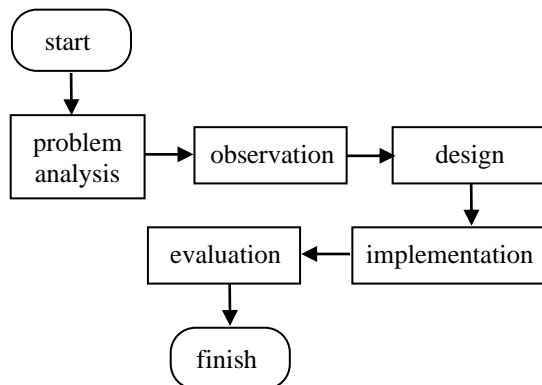 start
problem
analysis
observation
design
implementation
evaluation
finish